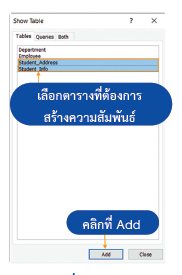 Show Table ? ×
Tables Queries Both
Department
Employee
Student_Address
Student_Info
เลือกตารางที่ต้องการ
สร้างความสัมพันธ์
คลิกที่ Add
Add Close